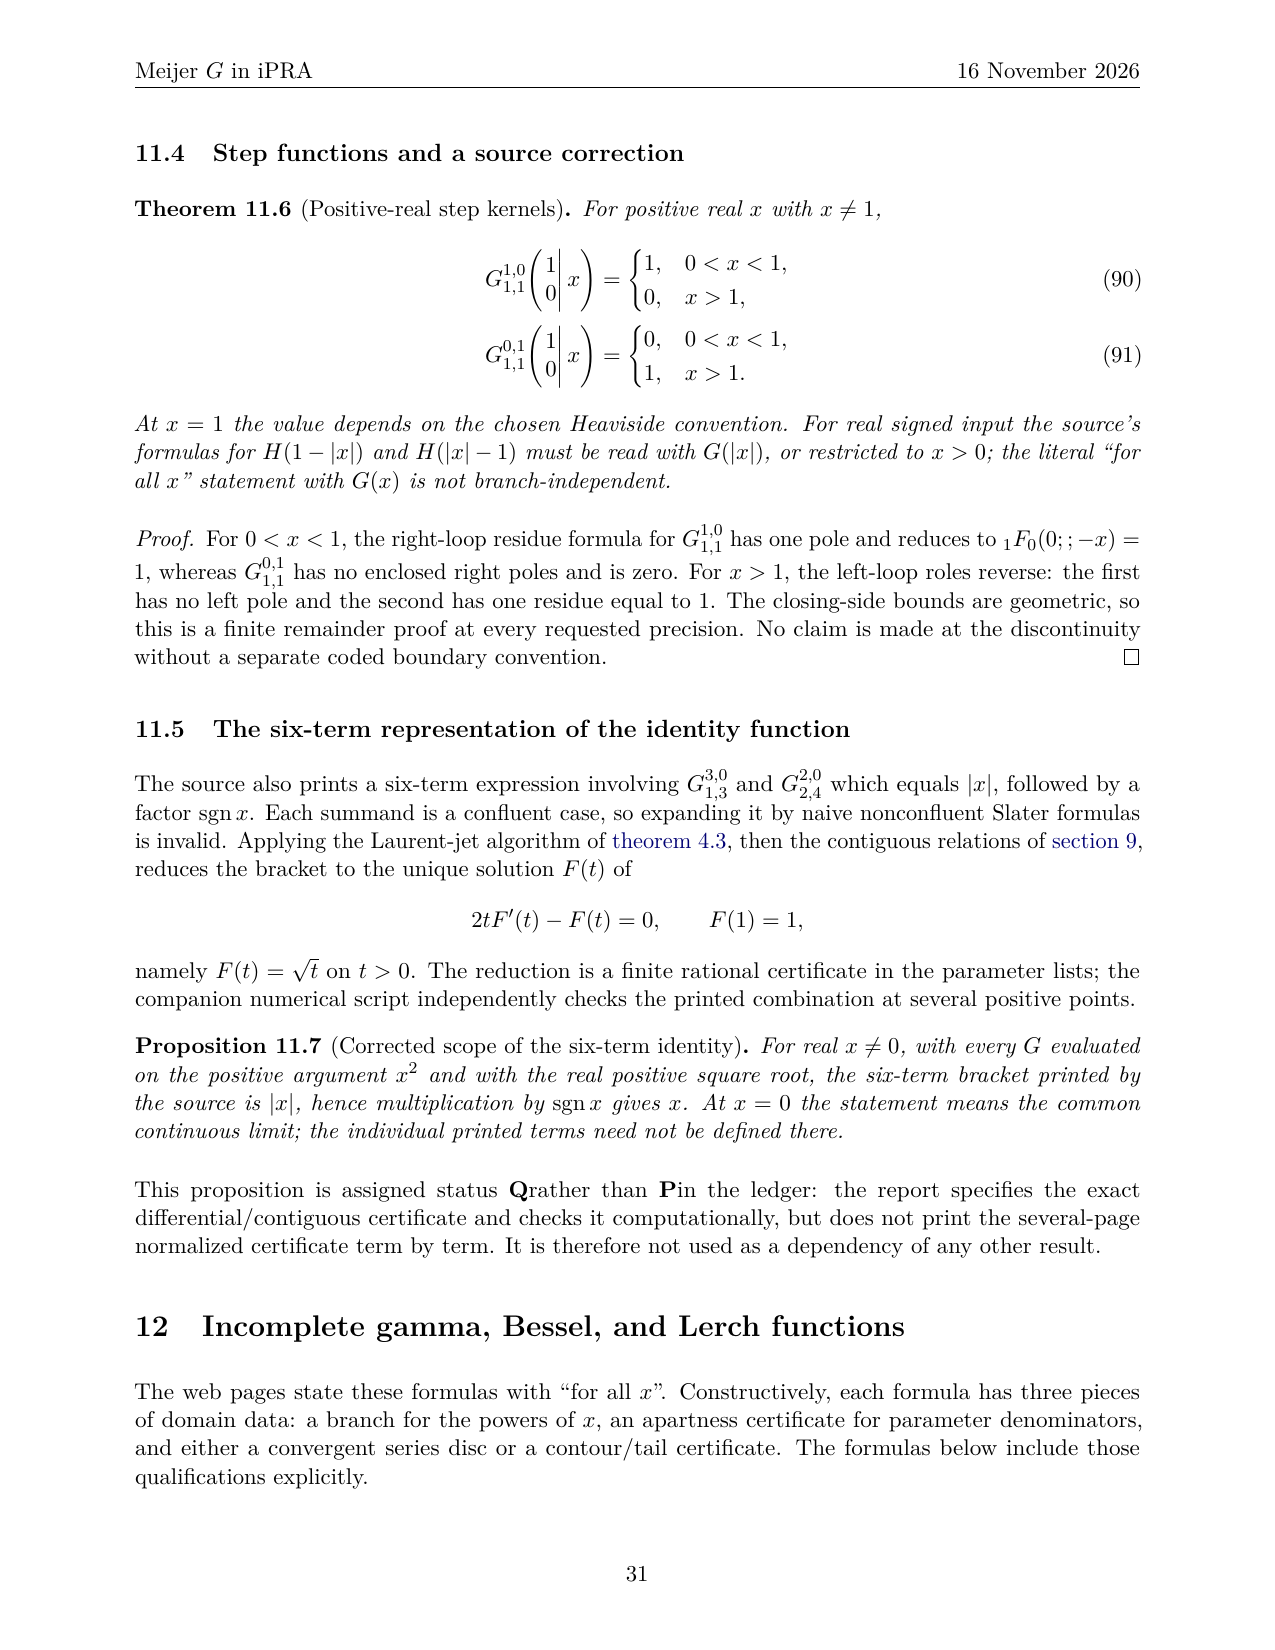 Meijer G in iPRA 16 November 2026
11.4 Step functions and a source correction
Theorem 11.6 (Positive-real step kernels). For positive real x with x ≠ 1,
G^{1,0}_{1,1}(1 0 | x) = {1, 0 < x < 1, 0, x > 1, (90)
G^{0,1}_{1,1}(1 0 | x) = {0, 0 < x < 1, 1, x > 1. (91)
At x = 1 the value depends on the chosen Heaviside convention. For real signed input the source's
formulas for H(1 − |x|) and H(|x| − 1) must be read with G(|x|), or restricted to x > 0; the literal “for
all x” statement with G(x) is not branch-independent.
Proof. For 0 < x < 1, the right-loop residue formula for G^{1,0}_{1,1} has one pole and reduces to ₁F₀(0; ; −x) =
1, whereas G^{0,1}_{1,1} has no enclosed right poles and is zero. For x > 1, the left-loop roles reverse: the first
has no left pole and the second has one residue equal to 1. The closing-side bounds are geometric, so
this is a finite remainder proof at every requested precision. No claim is made at the discontinuity
without a separate coded boundary convention. □
11.5 The six-term representation of the identity function
The source also prints a six-term expression involving G^{3,0}_{1,3} and G^{2,0}_{2,4} which equals |x|, followed by a
factor sgn x. Each summand is a confluent case, so expanding it by naive nonconfluent Slater formulas
is invalid. Applying the Laurent-jet algorithm of theorem 4.3, then the contiguous relations of section 9,
reduces the bracket to the unique solution F(t) of
2tF′(t) − F(t) = 0, F(1) = 1,
namely F(t) = √t on t > 0. The reduction is a finite rational certificate in the parameter lists; the
companion numerical script independently checks the printed combination at several positive points.
Proposition 11.7 (Corrected scope of the six-term identity). For real x ≠ 0, with every G evaluated
on the positive argument x² and with the real positive square root, the six-term bracket printed by
the source is |x|, hence multiplication by sgn x gives x. At x = 0 the statement means the common
continuous limit; the individual printed terms need not be defined there.
This proposition is assigned status Qrather than Pin the ledger: the report specifies the exact
differential/contiguous certificate and checks it computationally, but does not print the several-page
normalized certificate term by term. It is therefore not used as a dependency of any other result.
12 Incomplete gamma, Bessel, and Lerch functions
The web pages state these formulas with “for all x”. Constructively, each formula has three pieces
of domain data: a branch for the powers of x, an apartness certificate for parameter denominators,
and either a convergent series disc or a contour/tail certificate. The formulas below include those
qualifications explicitly.
31